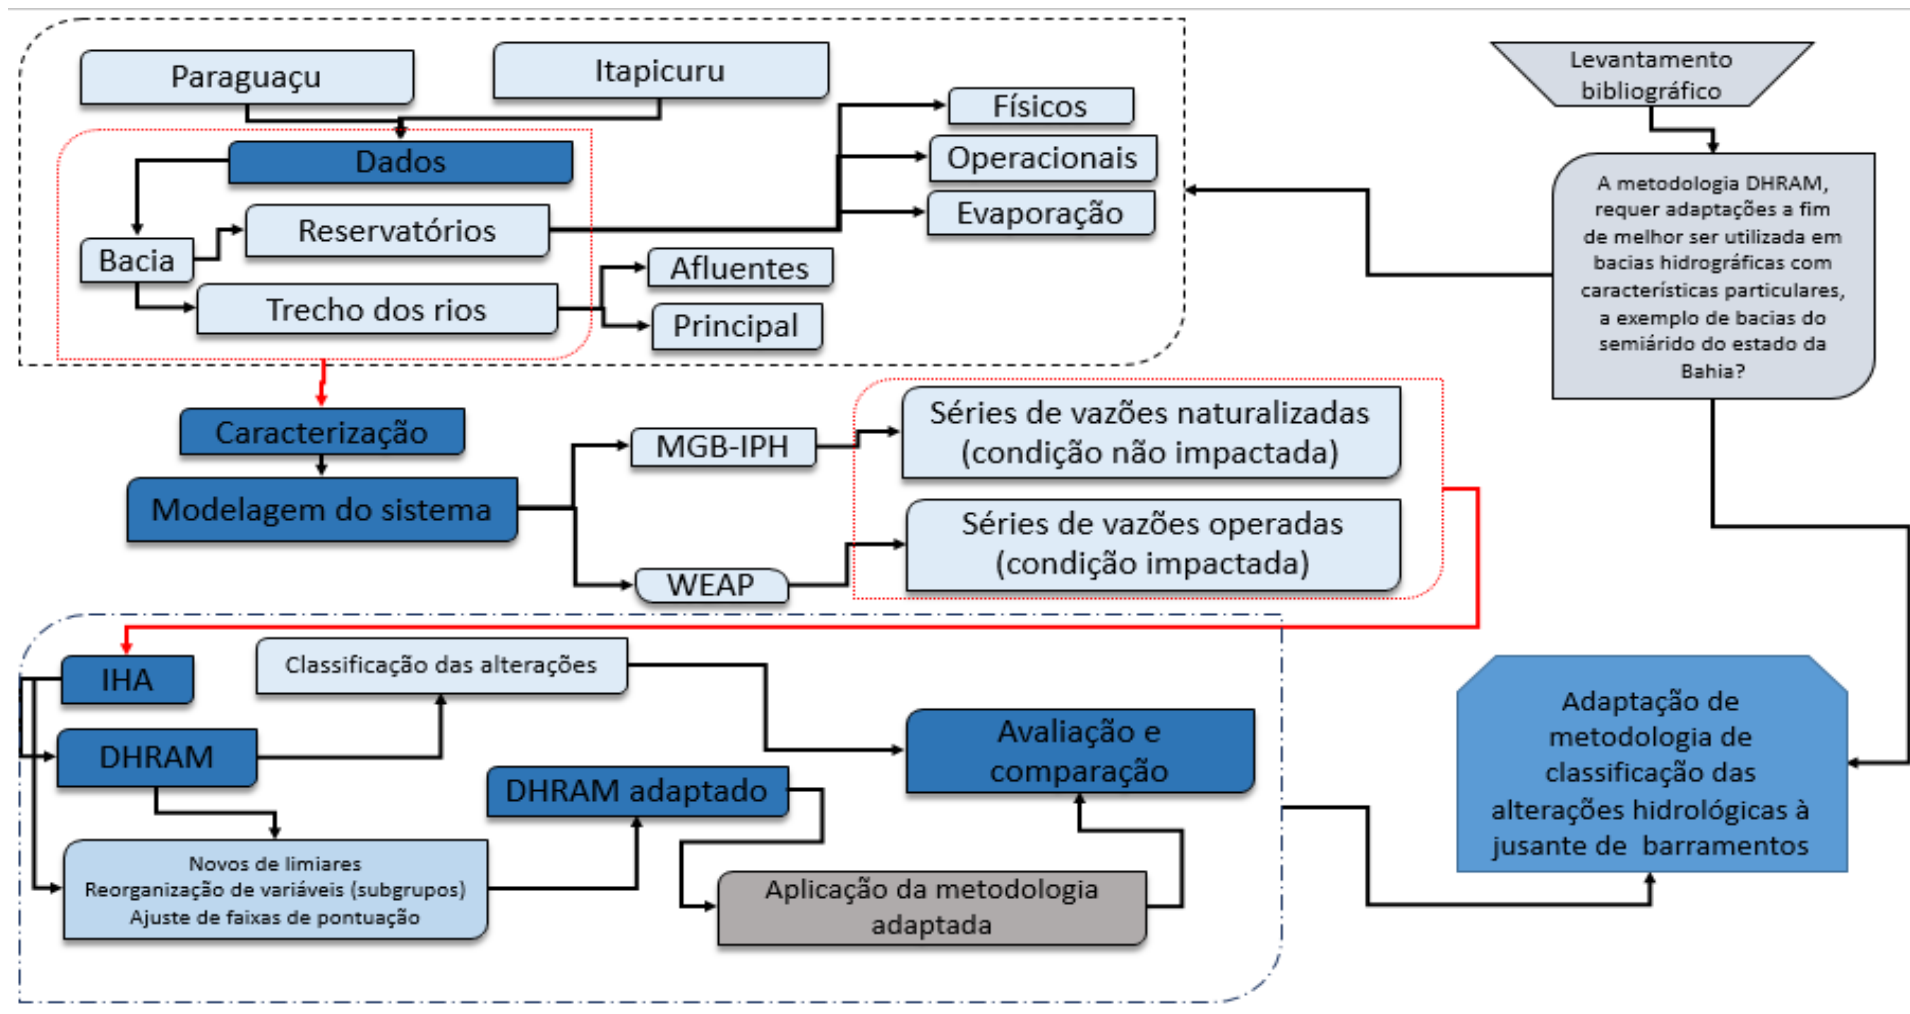 Paraguaçu
Itapicuru
Físicos
Operacionais
Evaporação
Dados
Reservatórios
Bacia
Trecho dos rios
Afluentes
Principal
Levantamento
bibliográfico
A metodologia DHRAM,
requer adaptações a fim
de melhor ser utilizada em
bacias hidrográficas com
características particulares,
a exemplo de bacias do
semiárido do estado da
Bahia?
Caracterização
Modelagem do sistema
MGB-IPH
WEAP
Séries de vazões naturalizadas
(condição não impactada)
Séries de vazões operadas
(condição impactada)
IHA
Classificação das alterações
DHRAM
DHRAM adaptado
Avaliação e
comparação
Novos de limiares
Reorganização de variáveis (subgrupos)
Ajuste de faixas de pontuação
Aplicação da metodologia
adaptada
Adaptação de
metodologia de
classificação das
alterações hidrológicas à
jusante de barramentos